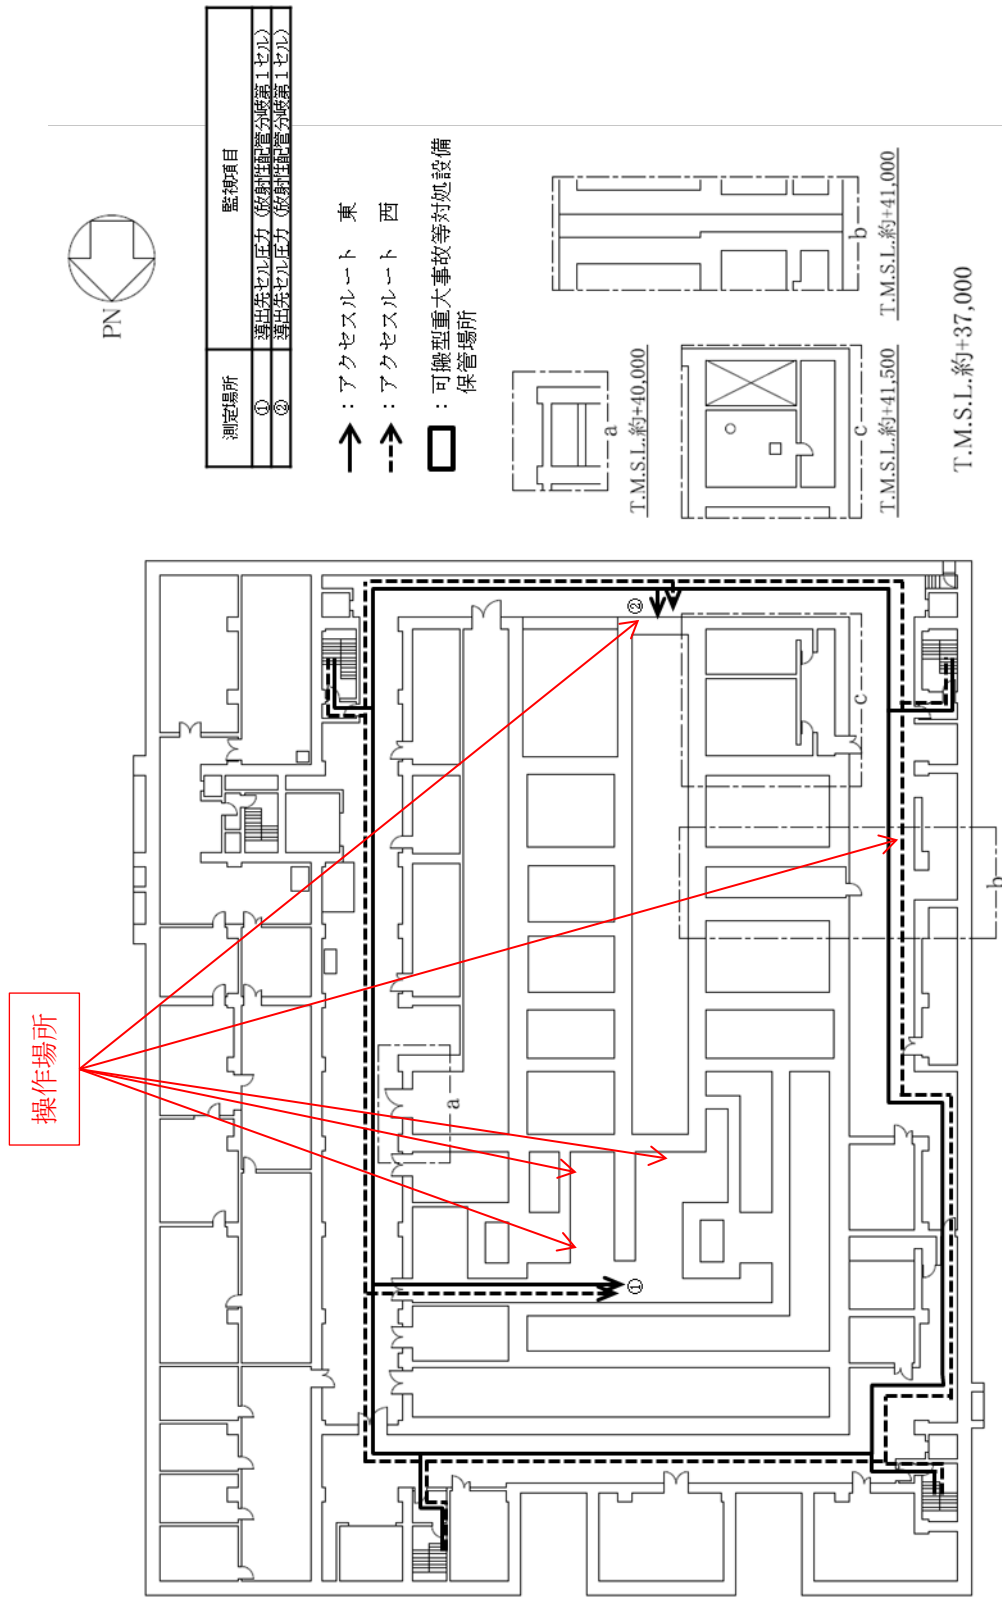 測定場所 監視項目
① 導出先セル圧力（放射性配管分岐第１セル）
② 導出先セル圧力（放射性配管分岐第１セル）
PN
：アクセスルート　東
：アクセスルート　西
：可搬型重大事故等対処設備
保管場所
a
T.M.S.L.約+40,000
b
T.M.S.L.約+41,000
c
T.M.S.L.約+41,500
T.M.S.L.約+37,000
操作場所
②
c
b
a
①